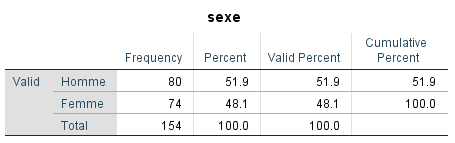 sexe
Frequency Percent Valid Percent Cumulative Percent
Valid Homme 80 51.9 51.9 51.9
Femme 74 48.1 48.1 100.0
Total 154 100.0 100.0